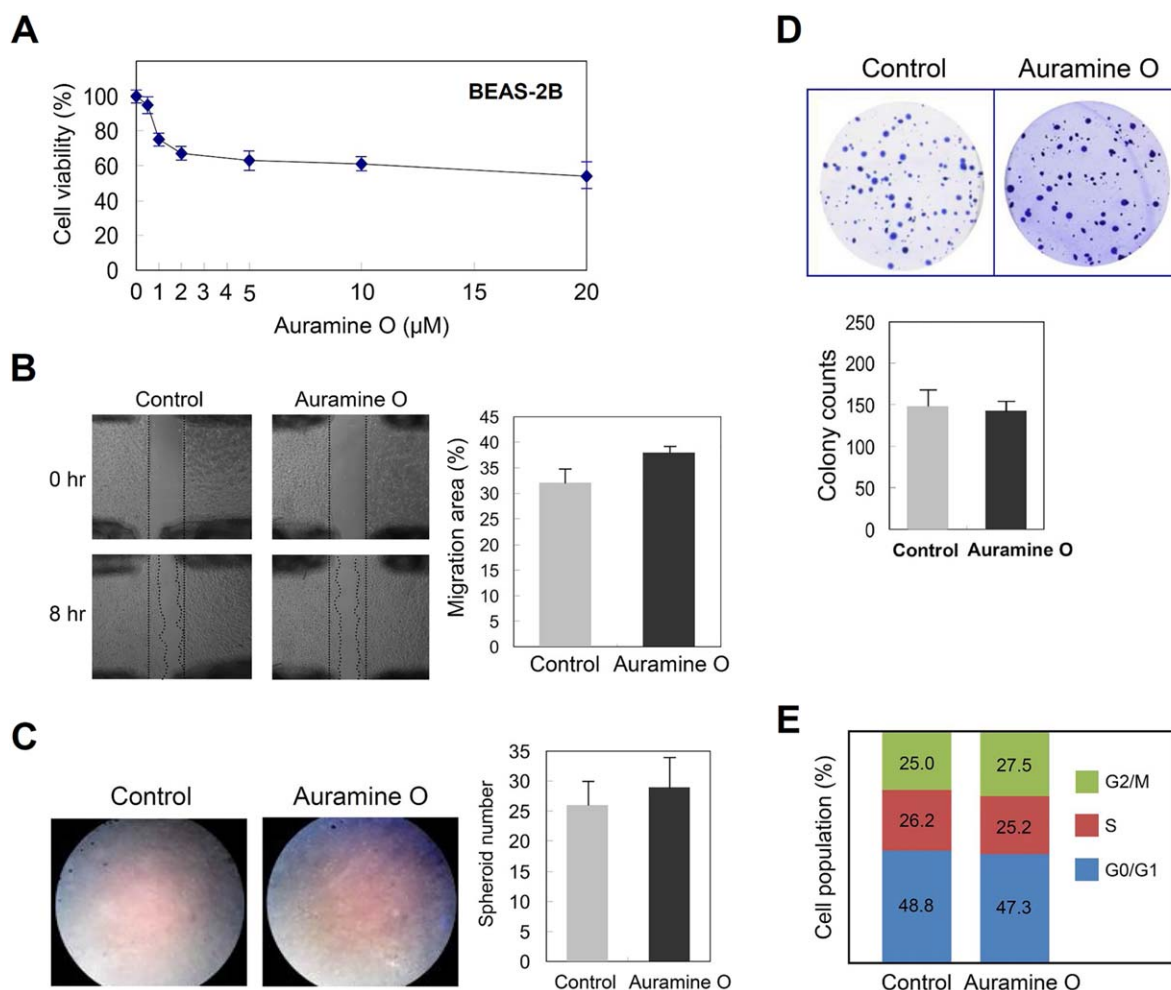 A
Cell viability (%)
100
80
60
40
20
0
BEAS-2B
0 1 2 3 4 5 10 15 20
Auramine O (µM)
B
Control Auramine O
0 hr
8 hr
Migration area (%)
45
40
35
30
25
20
15
10
5
0
Control Auramine O
C
Control Auramine O
Spheroid number
35
30
25
20
15
10
5
0
Control Auramine O
D
Control Auramine O
Colony counts
250
200
150
100
50
0
Control Auramine O
E
Cell population (%)
25.0 27.5
26.2 25.2
48.8 47.3
G2/M
S
G0/G1
Control Auramine O